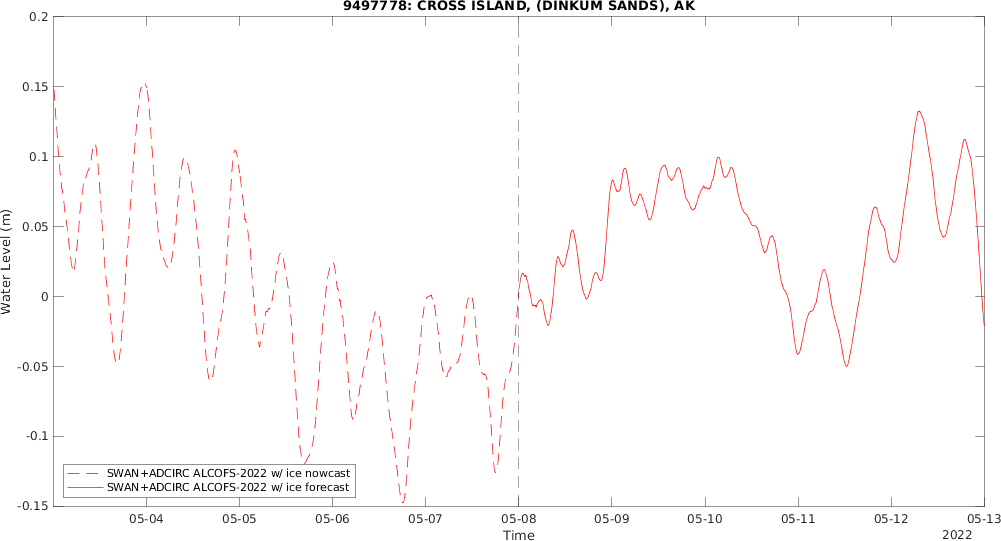 9497778: CROSS ISLAND, (DINKUM SANDS), AK
0.2
0.15
0.1
0.05
0
-0.05
-0.1
-0.15
Water Level (m)
SWAN+ADCIRC ALCOFS-2022 w/ ice nowcast
SWAN+ADCIRC ALCOFS-2022 w/ ice forecast
05-04 05-05 05-06 05-07 05-08 05-09 05-10 05-11 05-12 05-13
Time
2022